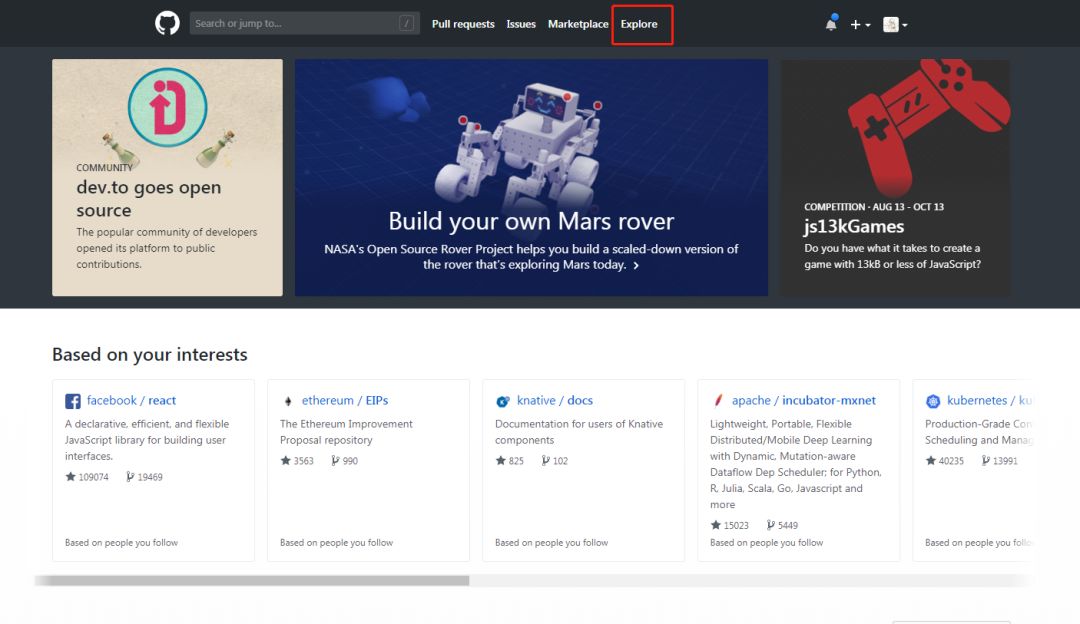 Search or jump to...
/
Pull requests
Issues
Marketplace
Explore
COMMUNITY
dev.to goes open
source
The popular community of developers
opened its platform to public
contributions.
Build your own Mars rover
NASA's Open Source Rover Project helps you build a scaled-down version of
the rover that's exploring Mars today. ›
COMPETITION · AUG 13 - OCT 13
js13kGames
Do you have what it takes to create a
game with 13kB or less of JavaScript?
Based on your interests
facebook / react
A declarative, efficient, and flexible
JavaScript library for building user
interfaces.
109074 19469
Based on people you follow
ethereum / EIPs
The Ethereum Improvement
Proposal repository
3563 990
Based on people you follow
knative / docs
Documentation for users of Knative
components
825 102
Based on people you follow
apache / incubator-mxnet
Lightweight, Portable, Flexible
Distributed/Mobile Deep Learning
with Dynamic, Mutation-aware
Dataflow Dep Scheduler; for Python,
R, Julia, Scala, Go, Javascript and
more
15023 5449
Based on people you follow
kubernetes /
Production-Grade
Scheduling and
40235 13991
Based on people you